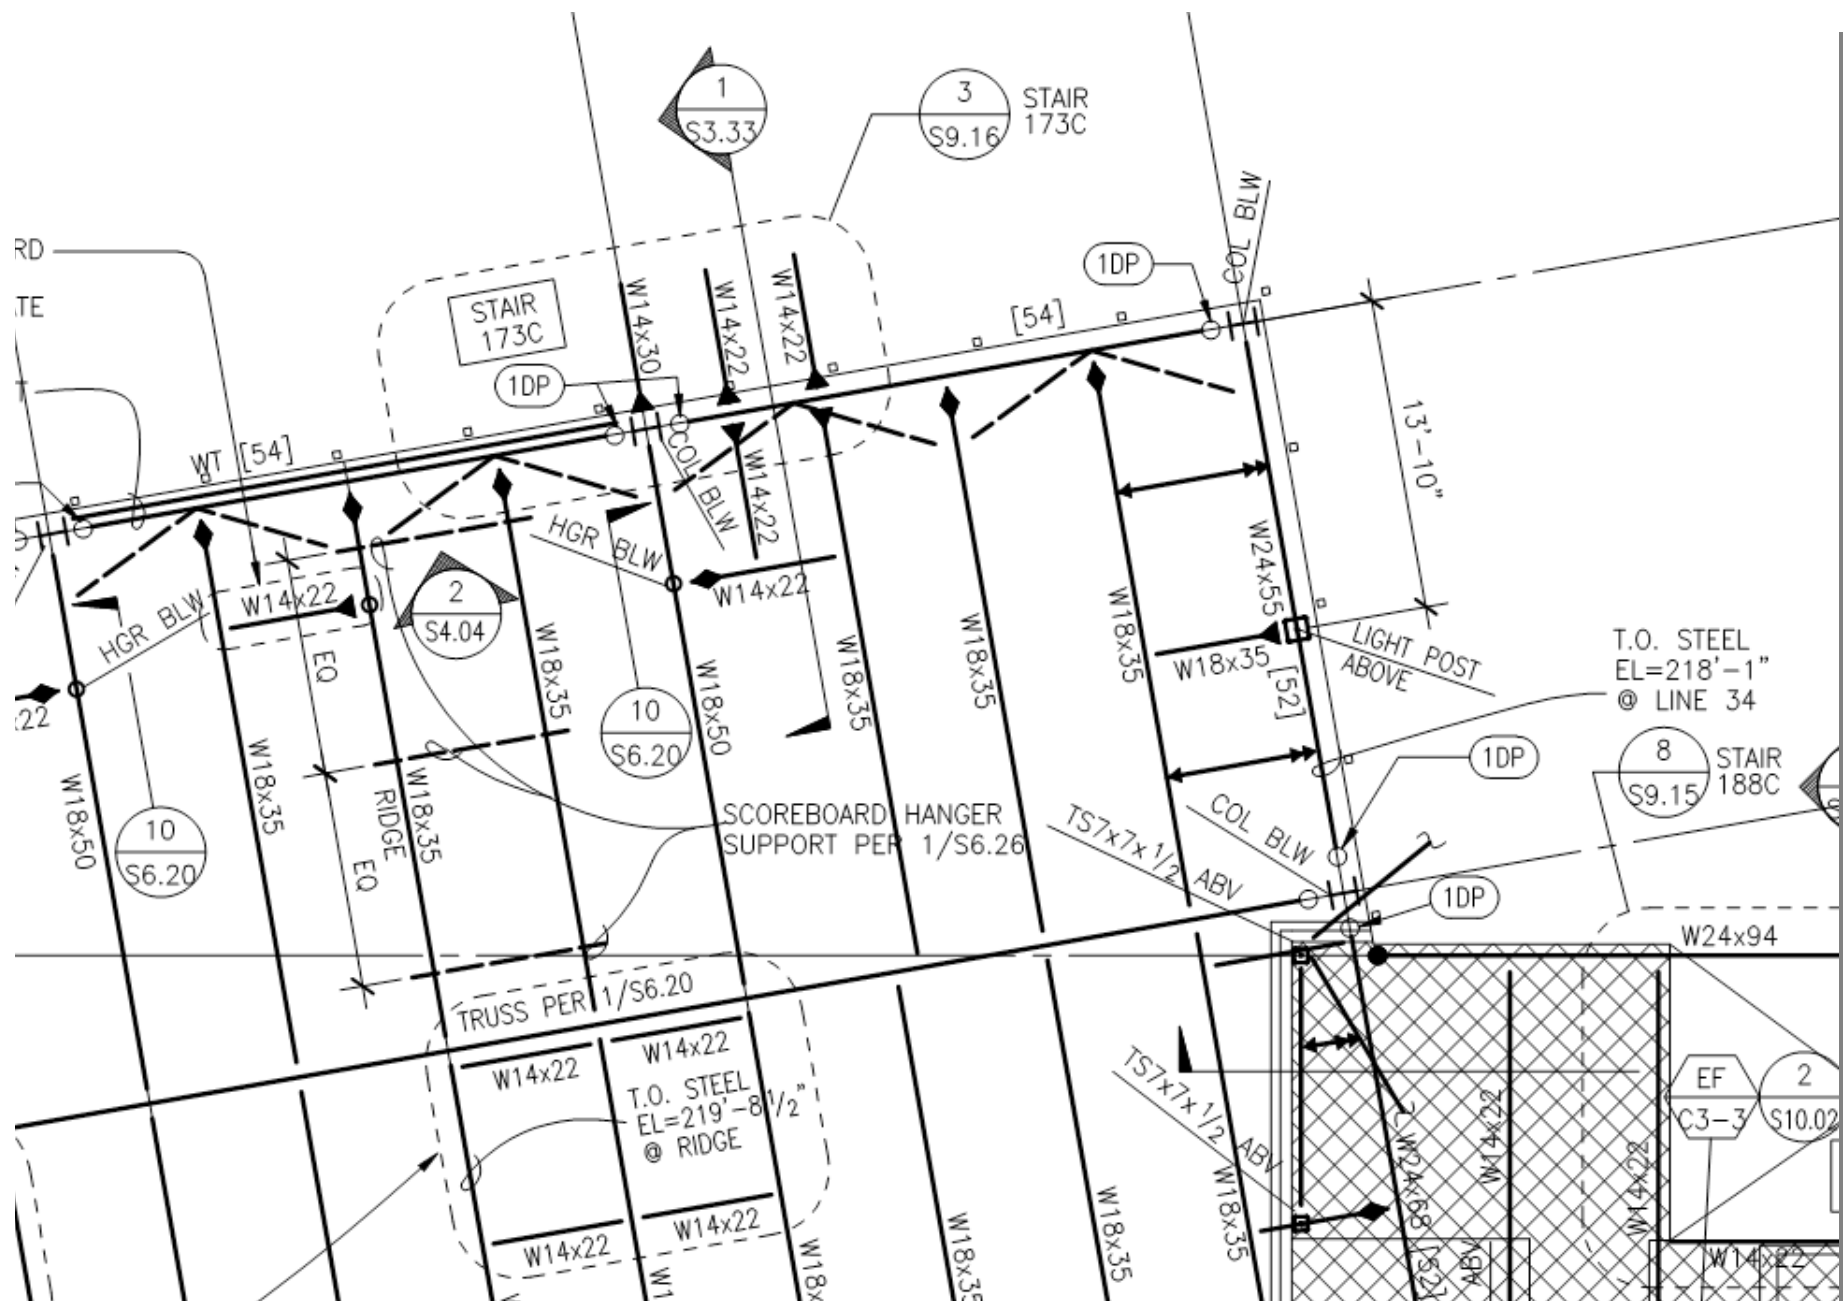 1
S3.33
3
S9.16
STAIR
173C
COL BLW
RD
TE
T
STAIR
173C
W14x30
W14x22
W14x22
1DP
1DP
[54]
WT [54]
COL BLW
W14x22
13'-10"
HGR BLW
W14x22
HGR BLW
W14x22
2
S4.04
W24x55
[52]
W18x35
LIGHT POST
ABOVE
T.O. STEEL
EL=218'-1"
@ LINE 34
EQ
W18x35
W18x50
W18x35
W18x35
W18x35
:22
10
S6.20
1DP
8
S9.15
STAIR
188C
W18x50
W18x35
RIDGE
W18x35
EQ
10
S6.20
SCOREBOARD HANGER
SUPPORT PER 1/S6.26
TS7x7x1/2 ABV
COL BLW
1DP
W24x94
TRUSS PER 1/S6.20
W14x22
W14x22
T.O. STEEL
EL=219'-8 1/2"
@ RIDGE
TS7x7x1/2 ABV
EF
C3-3
2
S10.02
W14x22
W14x22
W24x68
[52]
ABV
W18x35
W18x35
W18x35
W14x22
W14x22
W18x
W1
W14x22